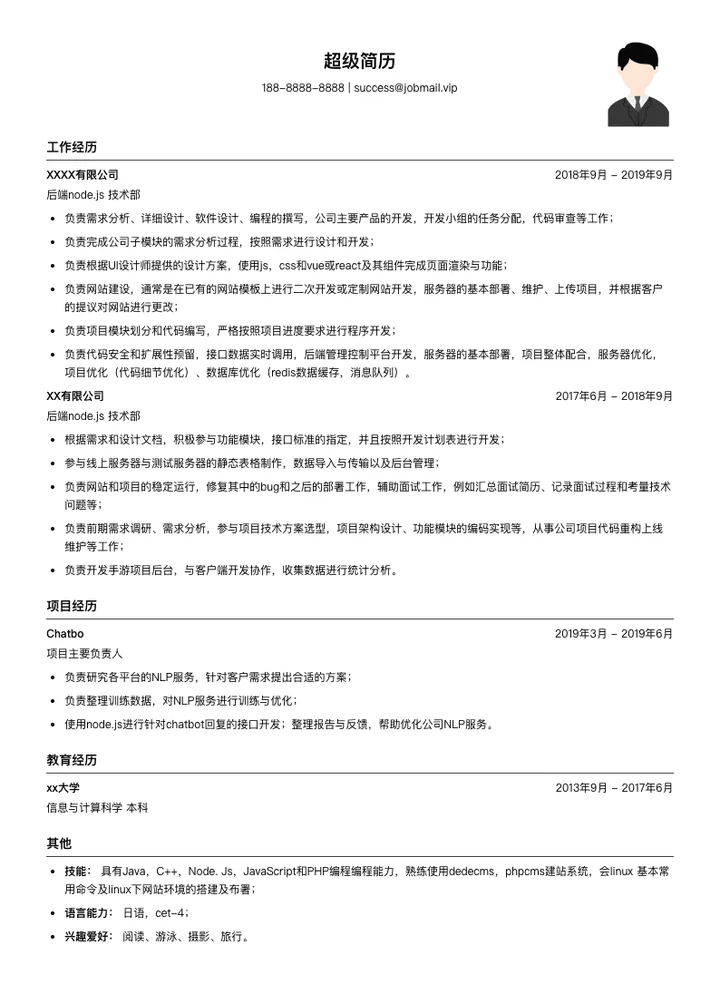 超级简历
188-8888-8888 | success@jobmail.vip
工作经历
XXXX有限公司 2018年9月 – 2019年9月
后端node.js 技术部
• 负责需求分析、详细设计、软件设计、编程的撰写，公司主要产品的开发，开发小组的任务分配，代码审查等工作；
• 负责完成公司子模块的需求分析过程，按照需求进行设计和开发；
• 负责根据UI设计师提供的设计方案，使用js，css和vue或react及其组件完成页面渲染与功能；
• 负责网站建设，通常是在已有的网站模板上进行二次开发或定制网站开发，服务器的基本部署、维护、上传项目，并根据客户
的提议对网站进行更改；
• 负责项目模块划分和代码编写，严格按照项目进度要求进行程序开发；
• 负责代码安全和扩展性预留，接口数据实时调用，后端管理控制平台开发，服务器的基本部署，项目整体配合，服务器优化，
项目优化（代码细节优化）、数据库优化（redis数据缓存，消息队列）。
XX有限公司 2017年6月 – 2018年9月
后端node.js 技术部
• 根据需求和设计文档，积极参与功能模块，接口标准的指定，并且按照开发计划表进行开发；
• 参与线上服务器与测试服务器的静态表格制作，数据导入与传输以及后台管理；
• 负责网站和项目的稳定运行，修复其中的bug和之后的部署工作，辅助面试工作，例如汇总面试简历、记录面试过程和考量技术
问题等；
• 负责前期需求调研、需求分析，参与项目技术方案选型，项目架构设计、功能模块的编码实现等，从事公司项目代码重构上线
维护等工作；
• 负责开发手游项目后台，与客户端开发协作，收集数据进行统计分析。
项目经历
Chatbo 2019年3月 – 2019年6月
项目主要负责人
• 负责研究各平台的NLP服务，针对客户需求提出合适的方案；
• 负责整理训练数据，对NLP服务进行训练与优化；
• 使用node.js进行针对chatbot回复的接口开发；整理报告与反馈，帮助优化公司NLP服务。
教育经历
xx大学 2013年9月 – 2017年6月
信息与计算科学 本科
其他
• 技能： 具有Java，C++，Node. Js，JavaScript和PHP编程编程能力，熟练使用dedecms，phpcms建站系统，会linux 基本常
用命令及linux下网站环境的搭建及布署；
• 语言能力： 日语，cet-4；
• 兴趣爱好： 阅读、游泳、摄影、旅行。